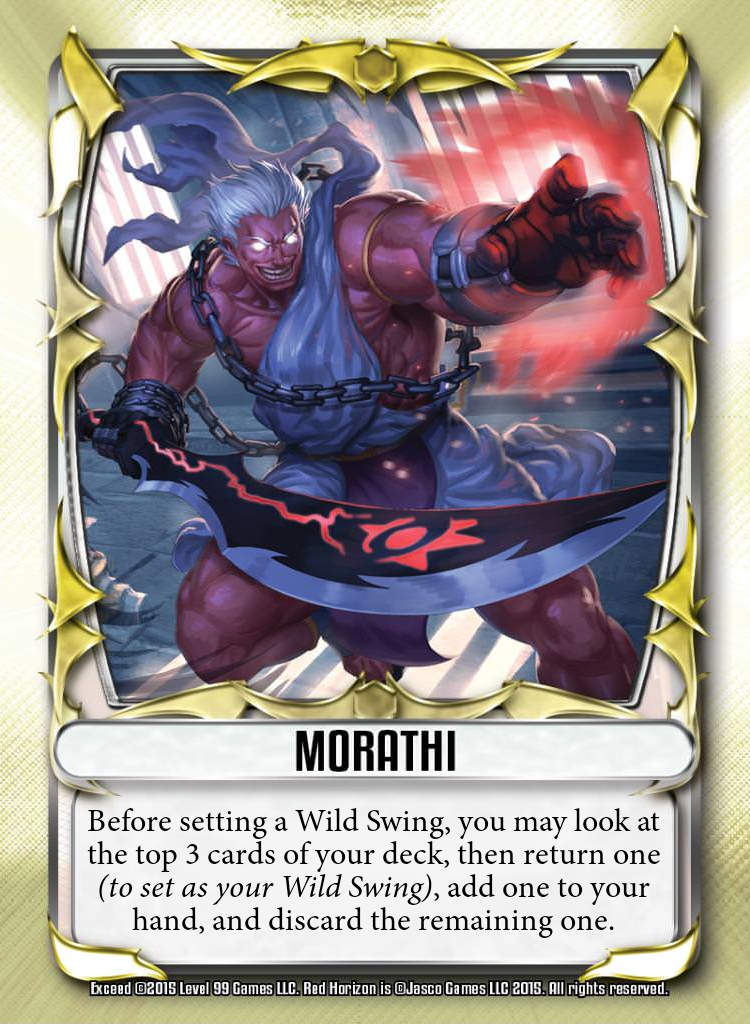 MORATHI
Before setting a Wild Swing, you may look at
the top 3 cards of your deck, then return one
(to set as your Wild Swing), add one to your
hand, and discard the remaining one.
Exceed ©2015 Level 99 Games LLC. Red Horizon is ©Jasco Games LLC 2015. All rights reserved.